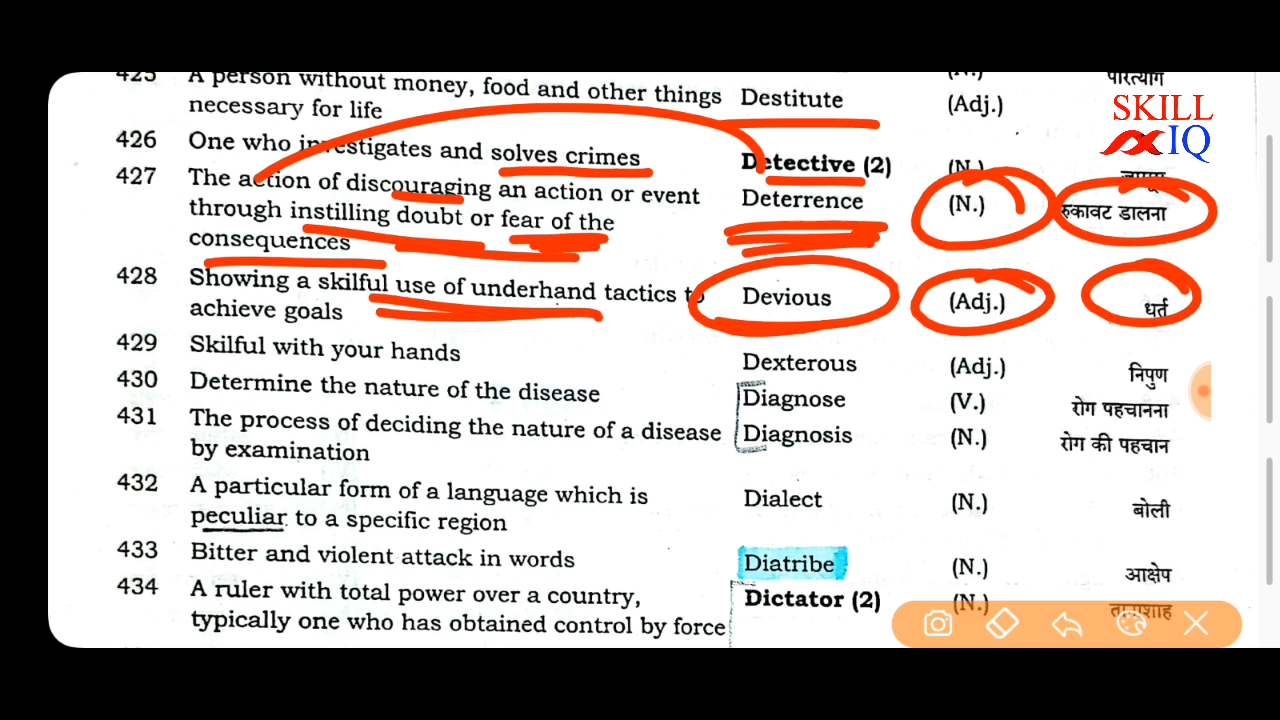 425 A person without money, food and other things necessary for life Destitute (Adj.)
(N.) परित्याग
SKILL IQ
426 One who investigates and solves crimes Detective (2) (N.) जासूस
427 The action of discouraging an action or event through instilling doubt or fear of the consequences Deterrence (N.) रुकावट डालना
428 Showing a skilful use of underhand tactics to achieve goals Devious (Adj.) धूर्त
429 Skilful with your hands Dexterous (Adj.) निपुण
430 Determine the nature of the disease Diagnose (V.) रोग पहचानना
431 The process of deciding the nature of a disease by examination Diagnosis (N.) रोग की पहचान
432 A particular form of a language which is peculiar to a specific region Dialect (N.) बोली
433 Bitter and violent attack in words Diatribe (N.) आक्षेप
434 A ruler with total power over a country, typically one who has obtained control by force Dictator (2) (N.) तानाशाह